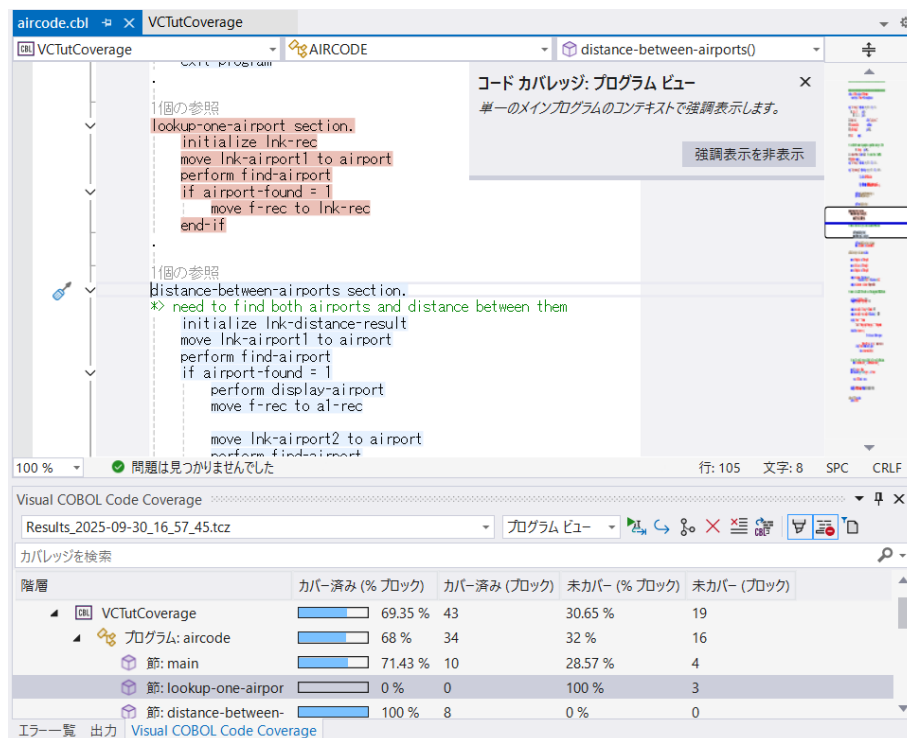 aircode.cbl VCTutCoverage
CBL VCTutCoverage AIRCODE distance-between-airports()
exit program
.
1個の参照
lookup-one-airport section.
initialize lnk-rec
move lnk-airport1 to airport
perform find-airport
if airport-found = 1
move f-rec to lnk-rec
end-if
.
1個の参照
distance-between-airports section.
*> need to find both airports and distance between them
initialize lnk-distance-result
move lnk-airport1 to airport
perform find-airport
if airport-found = 1
perform display-airport
move f-rec to a1-rec
move lnk-airport2 to airport
perform find-airport
コード カバレッジ: プログラム ビュー
単一のメインプログラムのコンテキストで強調表示します。
強調表示を非表示
100 % 問題は見つかりませんでした 行: 105 文字: 8 SPC CRLF
Visual COBOL Code Coverage
Results_2025-09-30_16_57_45.tcz プログラム ビュー
カバレッジを検索
階層 カバー済み (% ブロック) カバー済み (ブロック) 未カバー (% ブロック) 未カバー (ブロック)
CBL VCTutCoverage 69.35 % 43 30.65 % 19
プログラム: aircode 68 % 34 32 % 16
節: main 71.43 % 10 28.57 % 4
節: lookup-one-airpor 0 % 0 100 % 3
節: distance-between- 100 % 8 0 % 0
エラー一覧 出力 Visual COBOL Code Coverage